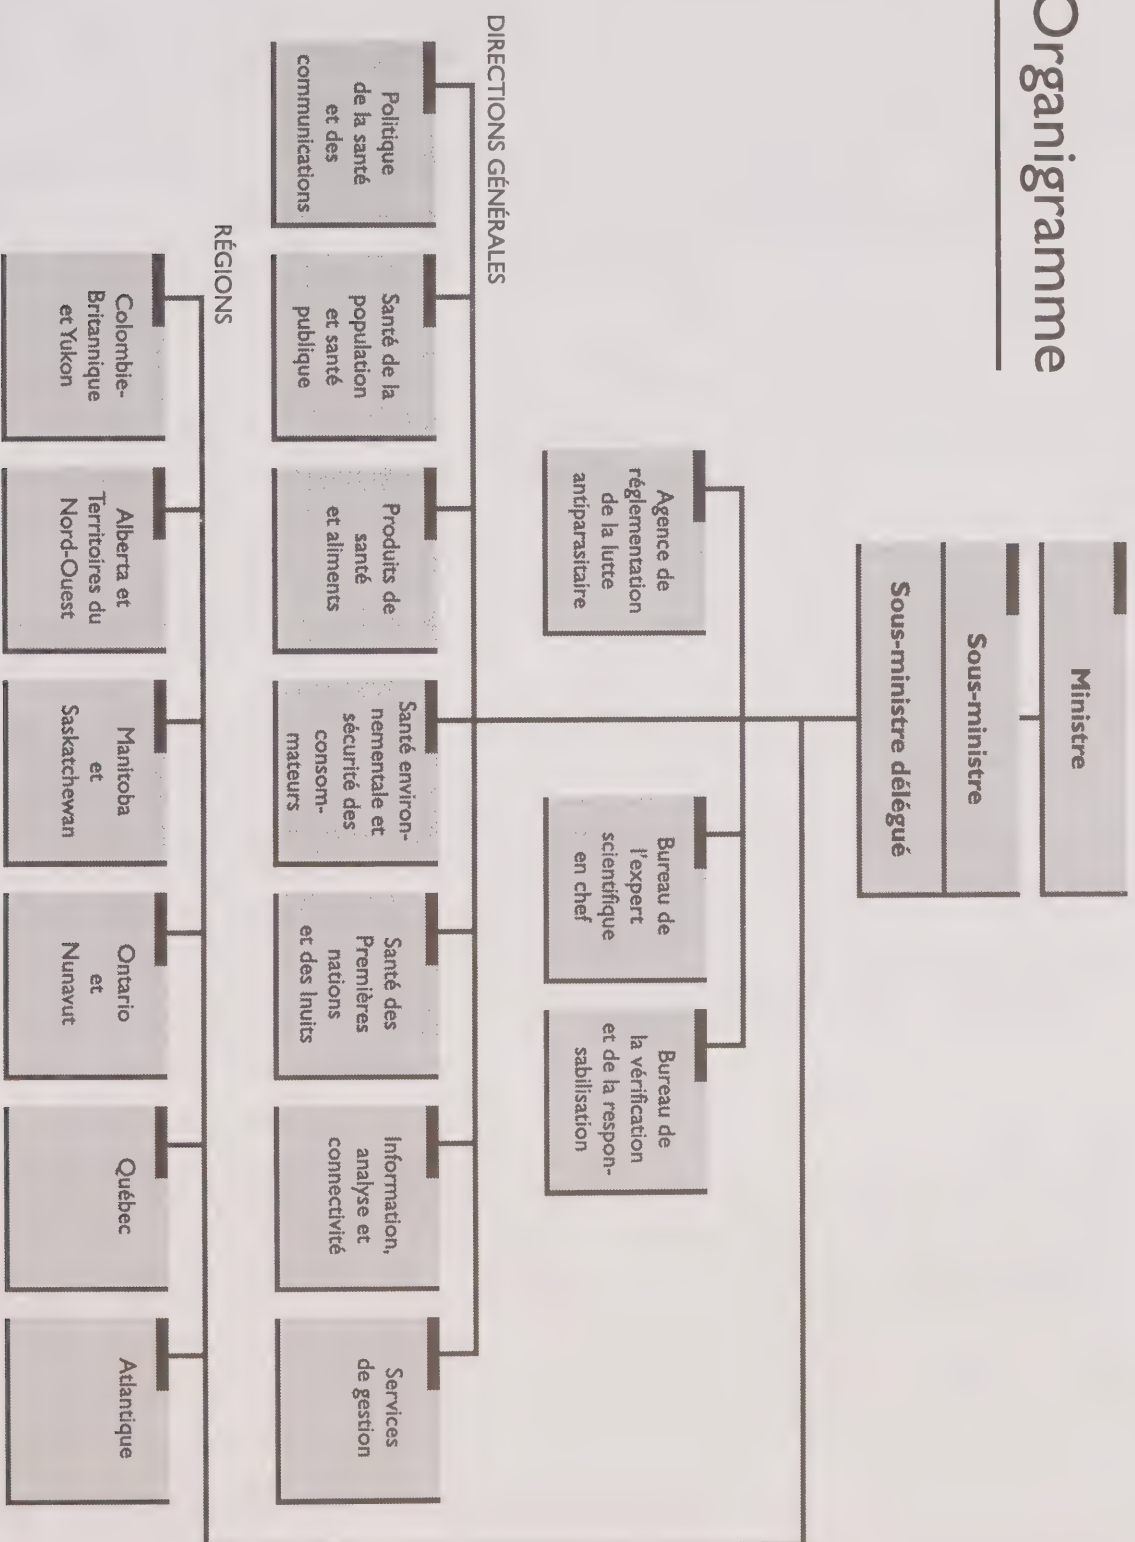 Organigramme
Ministre
Sous-ministre
Sous-ministre délégué
Agence de
réglementation
de la lutte
antiparasitaire
Bureau de
l'expert
scientifique
en chef
Bureau de
la vérification
et de la respon-
sabilisation
DIRECTIONS GÉNÉRALES
Politique
de la santé
et des
communications
Santé de la
population
et santé
publique
Produits de
santé
et aliments
Santé environ-
nementale et
sécurité des
consom-
mateurs
Santé des
Premières
nations
et des Inuits
Information,
analyse et
connectivité
Services
de gestion
RÉGIONS
Colombie-
Britannique
et Yukon
Alberta et
Territoires du
Nord-Ouest
Manitoba
et
Saskatchewan
Ontario
et
Nunavut
Québec
Atlantique